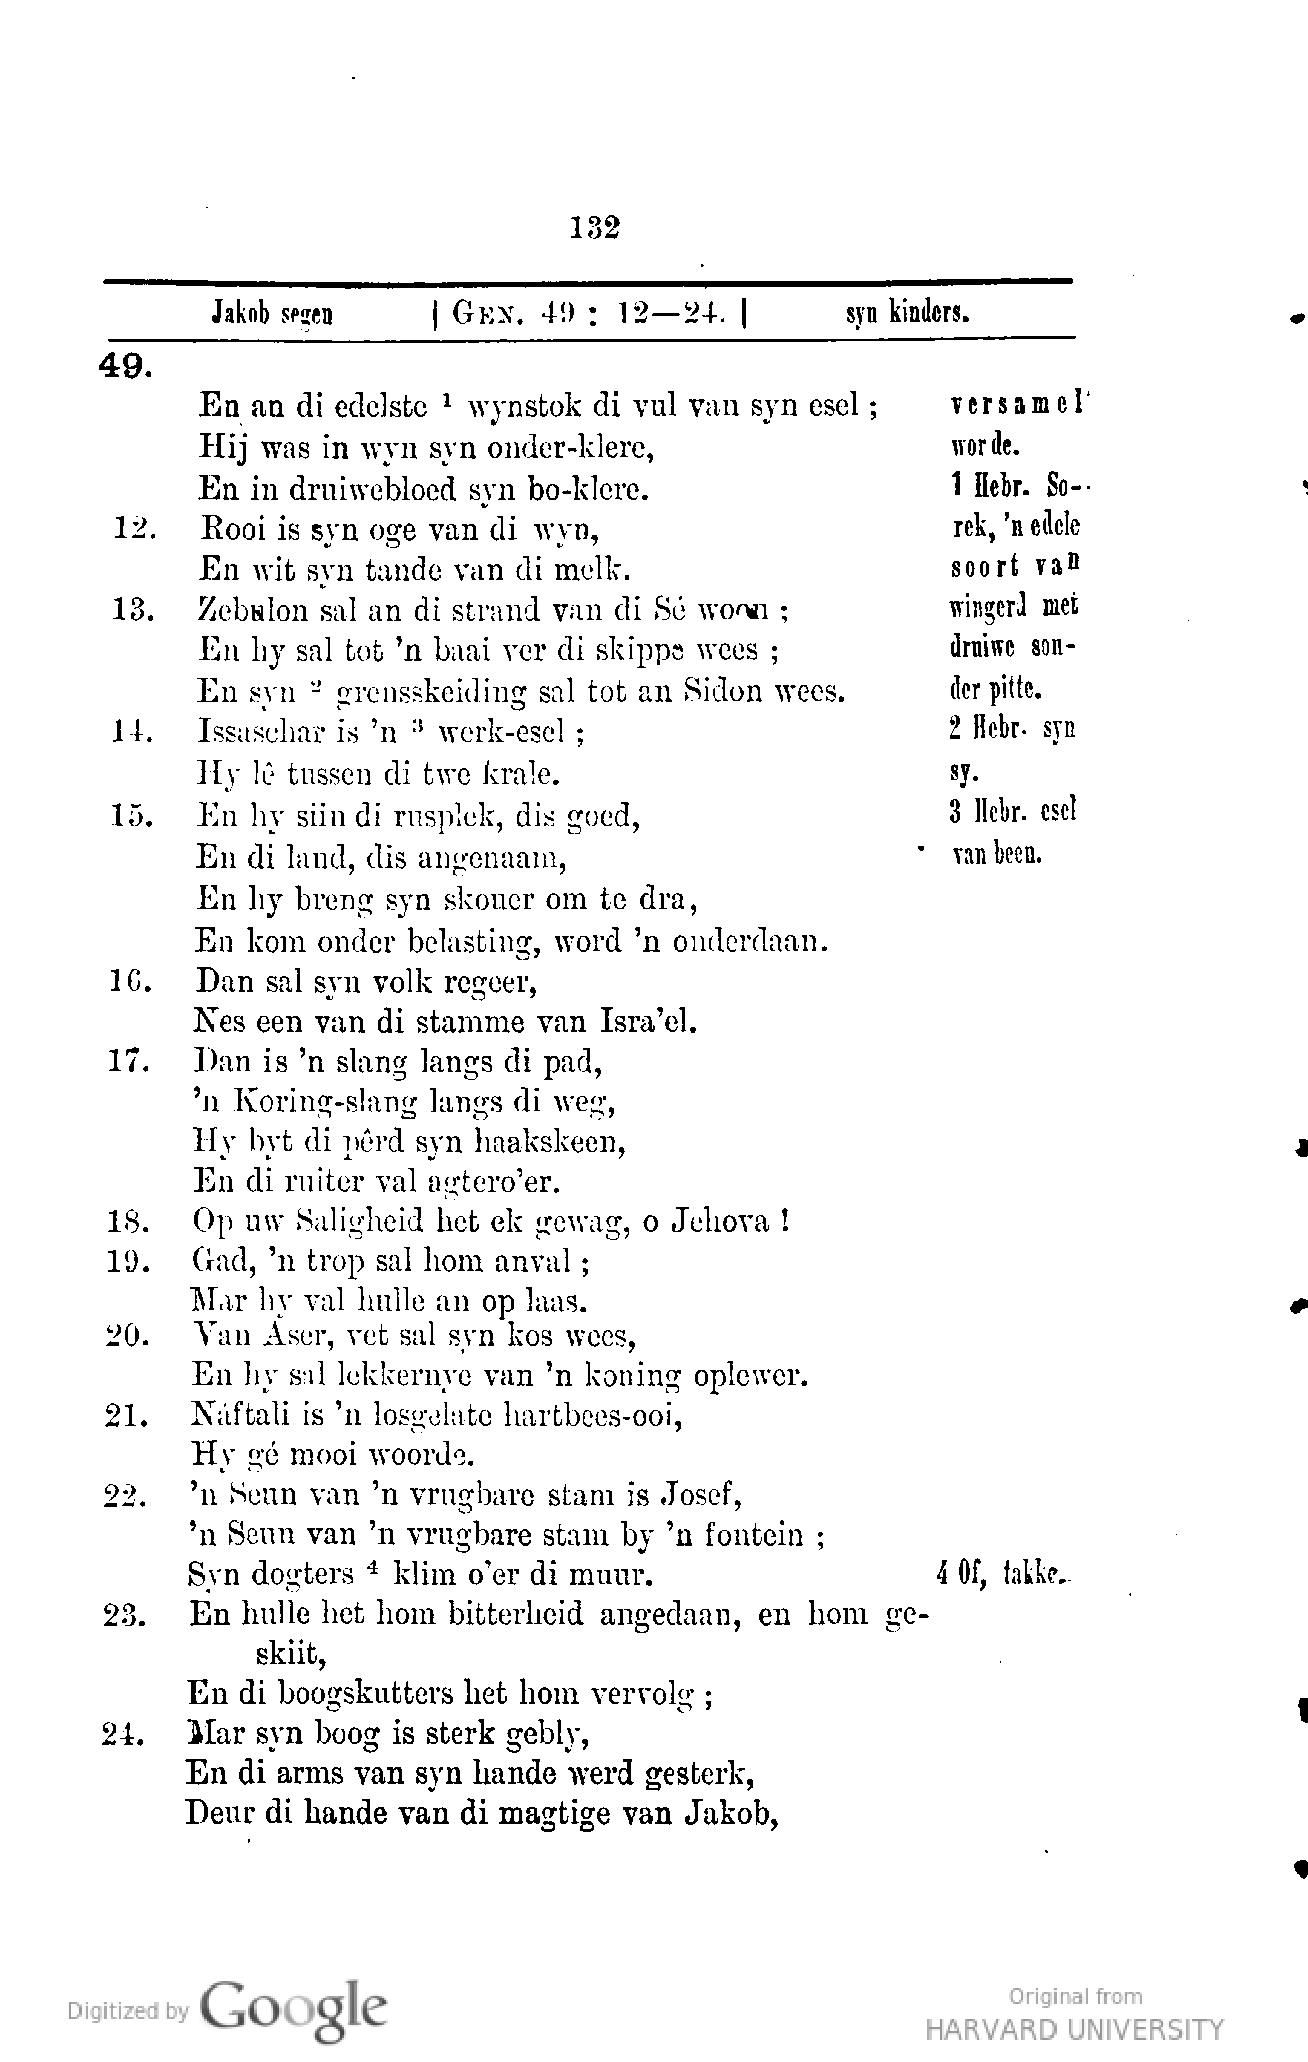 132
Jakob segen | GEN. 49 : 12—24. | syn kinders.
49.
En an di edelste ¹ wynstok di vul van syn esel ;
Hij was in wyn syn onder-klere,
En in druiwebloed syn bo-klere.
12. Rooi is syn oge van di wyn,
En wit syn tande van di melk.
13. Zebulon sal an di strand van di Sé woon ;
En hy sal tot 'n baai ver di skippe wees ;
En syn ² grensskeiding sal tot an Sidon wees.
14. Issaschar is 'n ³ werk-esel ;
Hy lê tussen di twe krale.
15. En hy siin di rusplek, dis goed,
En di land, dis angenaam,
En hy breng syn skouer om te dra,
En kom onder belasting, word 'n onderdaan.
16. Dan sal syn volk regeer,
Nes een van di stamme van Isra'el.
17. Dan is 'n slang langs di pad,
'n Koring-slang langs di weg,
Hy byt di pêrd syn haakskeen,
En di ruiter val agtero'er.
18. Op uw Saligheid het ek gewag, o Jehova !
19. Gad, 'n trop sal hom anval ;
Mar hy val hulle an op laas.
20. Van Aser, vet sal syn kos wees,
En hy sal lekkernye van 'n koning oplewer.
21. Náftali is 'n losgelate hartbees-ooi,
Hy gé mooi woorde.
22. 'n Seun van 'n vrugbare stam is Josef,
'n Seun van 'n vrugbare stam by 'n fontein ;
Syn dogters ⁴ klim o'er di muur.
23. En hulle het hom bitterheid angedaan, en hom ge-
skiit,
En di boogskutters het hom vervolg ;
24. Mar syn boog is sterk gebly,
En di arms van syn hande werd gesterk,
Deur di hande van di magtige van Jakob,
versamel
worde.
1 Hebr. So-
rek, 'n edele
soort van
wingerd met
druiwe son-
der pitte.
2 Hebr. syn
sy.
3 Hebr. esel
van been.
4 Of, takke.
Digitized by Google
Original from
HARVARD UNIVERSITY